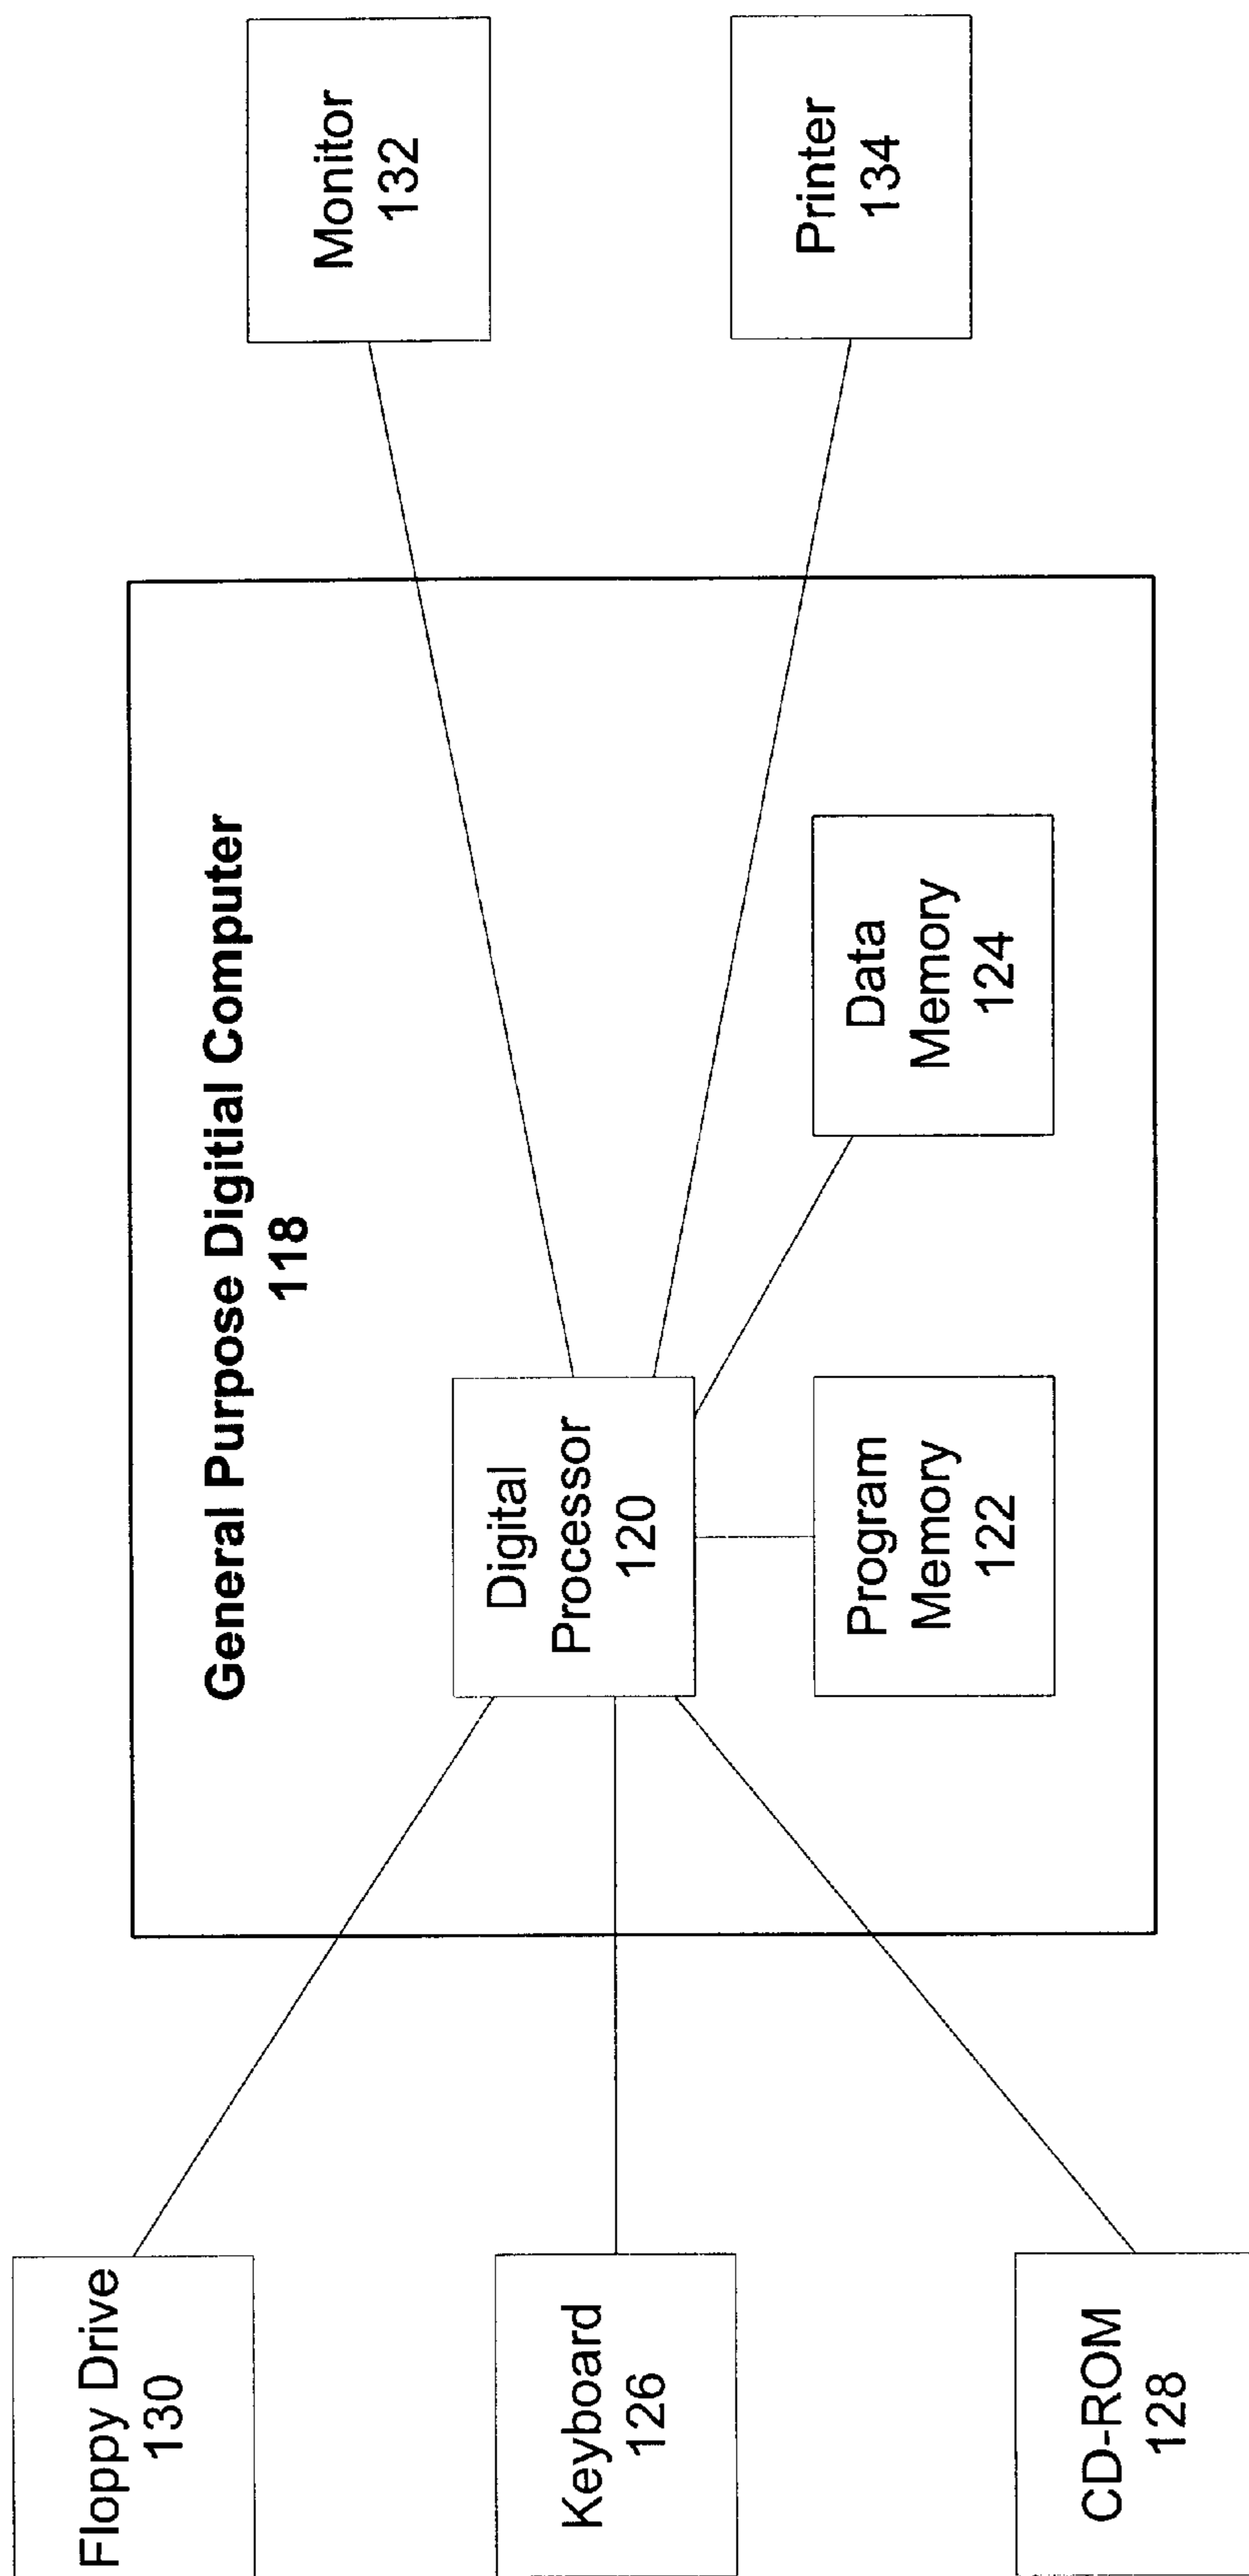 General Purpose Digitial Computer
118
Floppy Drive
130
Monitor
132
Digital
Processor
120
Keyboard
126
Printer
134
Program
Memory
122
Data
Memory
124
CD-ROM
128